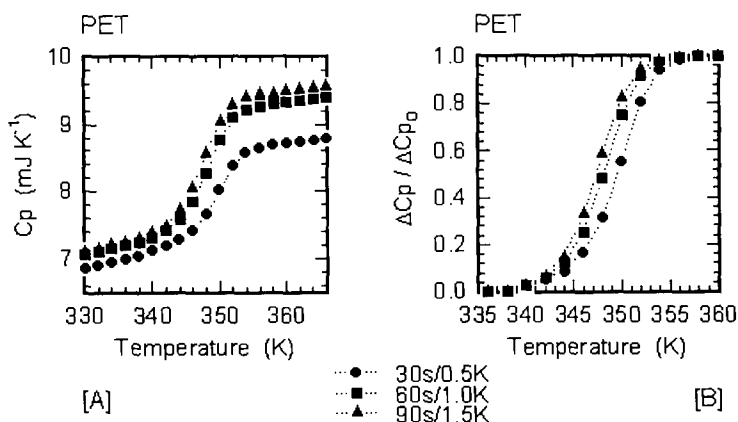 PET
10
9
8
7
Cp (mJ K⁻¹)
330 340 350 360
Temperature (K)
[A]
PET
1.0
0.8
0.6
0.4
0.2
0.0
ΔCp / ΔCp₀
335 340 345 350 355 360
Temperature (K)
[B]
30s/0.5K
60s/1.0K
90s/1.5K